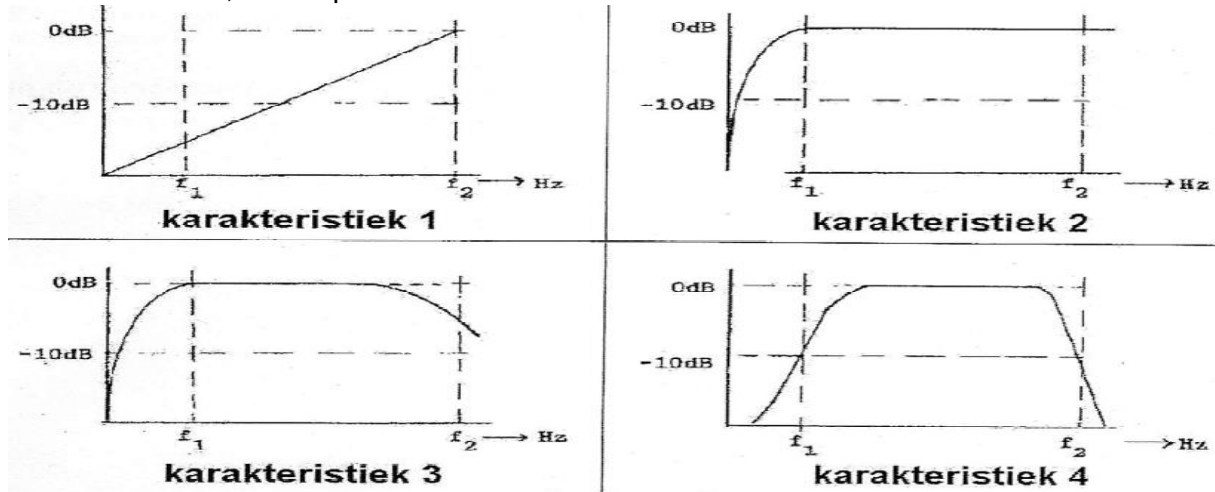 0dB
-10dB
f1 f2 → Hz
karakteristiek 1
0dB
-10dB
f1 f2 → Hz
karakteristiek 2
0dB
-10dB
f1 f2 → Hz
karakteristiek 3
0dB
-10dB
f1 f2 → Hz
karakteristiek 4